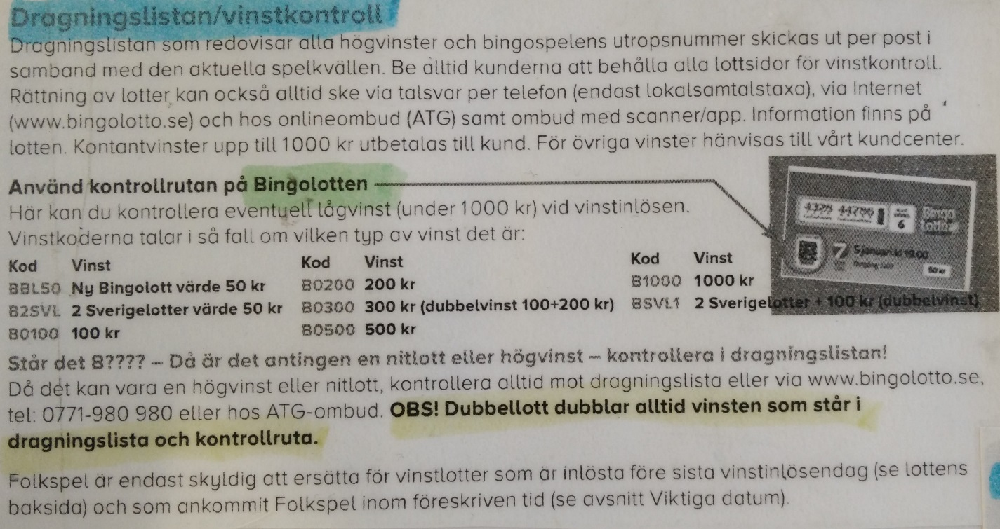 Dragningslistan/vinstkontroll
Dragningslistan som redovisar alla högvinster och bingospelens utropsnummer skickas ut per post i
samband med den aktuella spelkvällen. Be alltid kunderna att behålla alla lottsidor för vinstkontroll.
Rättning av lotter kan också alltid ske via talsvar per telefon (endast lokalsamtalstaxa), via Internet
(www.bingolotto.se) och hos onlineombud (ATG) samt ombud med scanner/app. Information finns på
lotten. Kontantvinster upp till 1000 kr utbetalas till kund. För övriga vinster hänvisas till vårt kundcenter.
Använd kontrollrutan på Bingolotten
Här kan du kontrollera eventuell lågvinst (under 1000 kr) vid vinstinlösen.
Vinstkoderna talar i så fall om vilken typ av vinst det är:
Kod Vinst Kod Vinst Kod Vinst
BBL50 Ny Bingolott värde 50 kr B0200 200 kr B1000 1000 kr
B2SVL 2 Sverigelotter värde 50 kr B0300 300 kr (dubbelvinst 100+200 kr) BSVL1 2 Sverigelotter + 100 kr (dubbelvinst)
B0100 100 kr B0500 500 kr
6
Bingo
Lotto
7 5 januari kl 19.00
50 kr
Står det B???? – Då är det antingen en nitlott eller högvinst – kontrollera i dragningslistan!
Då det kan vara en högvinst eller nitlott, kontrollera alltid mot dragningslista eller via www.bingolotto.se,
tel: 0771-980 980 eller hos ATG-ombud. OBS! Dubbellott dubblar alltid vinsten som står i
dragningslista och kontrollruta.
Folkspel är endast skyldig att ersätta för vinstlotter som är inlösta före sista vinstinlösendag (se lottens
baksida) och som ankommit Folkspel inom föreskriven tid (se avsnitt Viktiga datum).